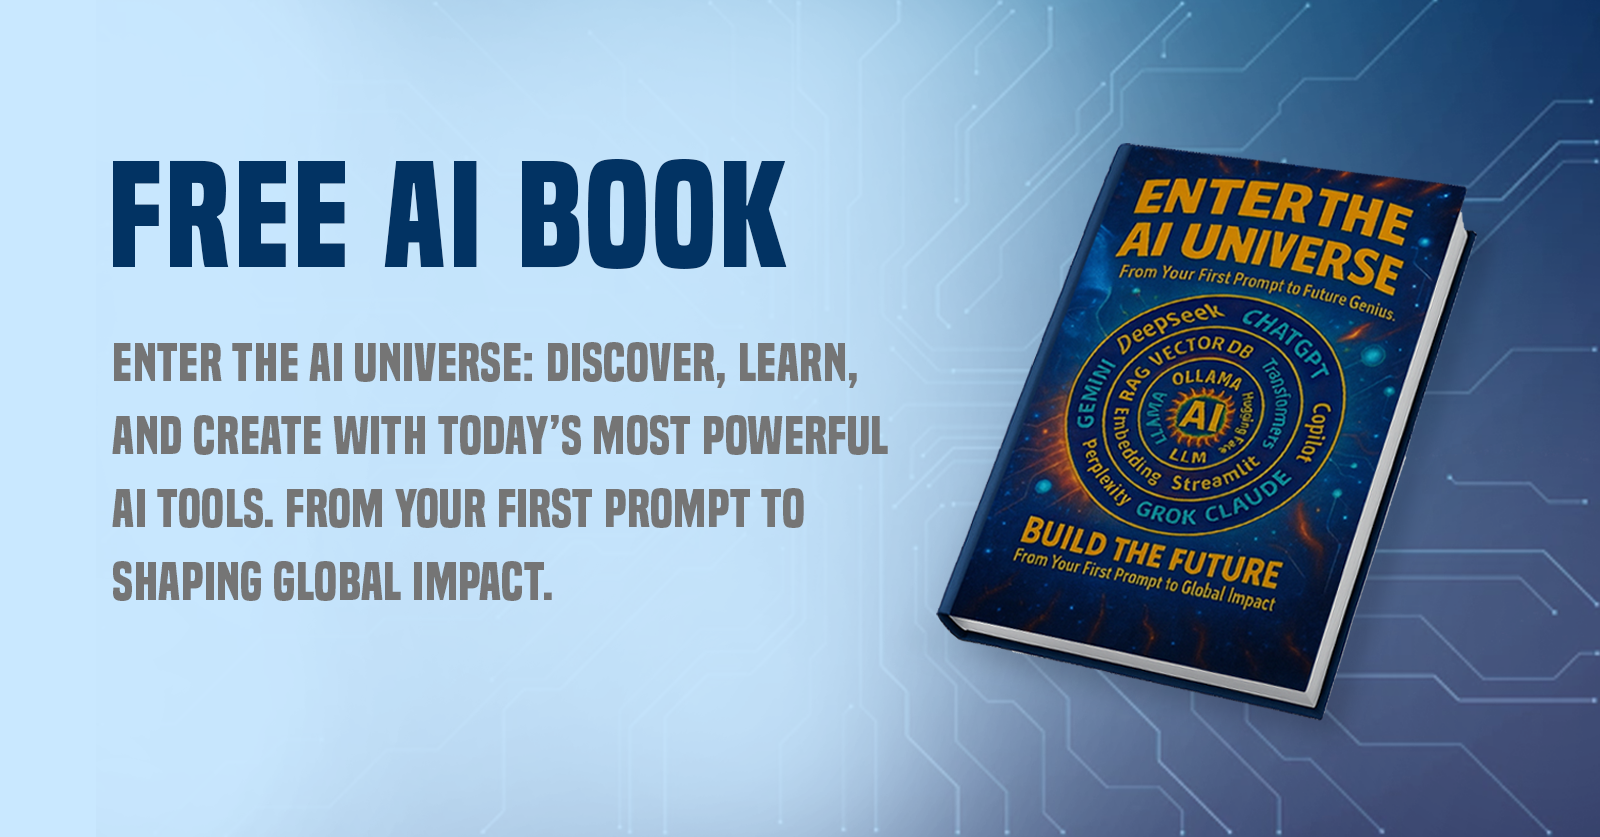 FREE AI BOOK
ENTER THE AI UNIVERSE: DISCOVER, LEARN,
AND CREATE WITH TODAY'S MOST POWERFUL
AI TOOLS. FROM YOUR FIRST PROMPT TO
SHAPING GLOBAL IMPACT.
ENTER THE
AI UNIVERSE
From Your First Prompt to Future Genius.
DeepSeek
CHATGPT
GEMINI
RAG
VECTOR DB
Transformers
Copilot
OLLAMA
LLAMA
AI
Hugging Face
LLM
Embedding
Streamlit
Perplexity
GROK
CLAUDE
BUILD THE FUTURE
From Your First Prompt to Global Impact